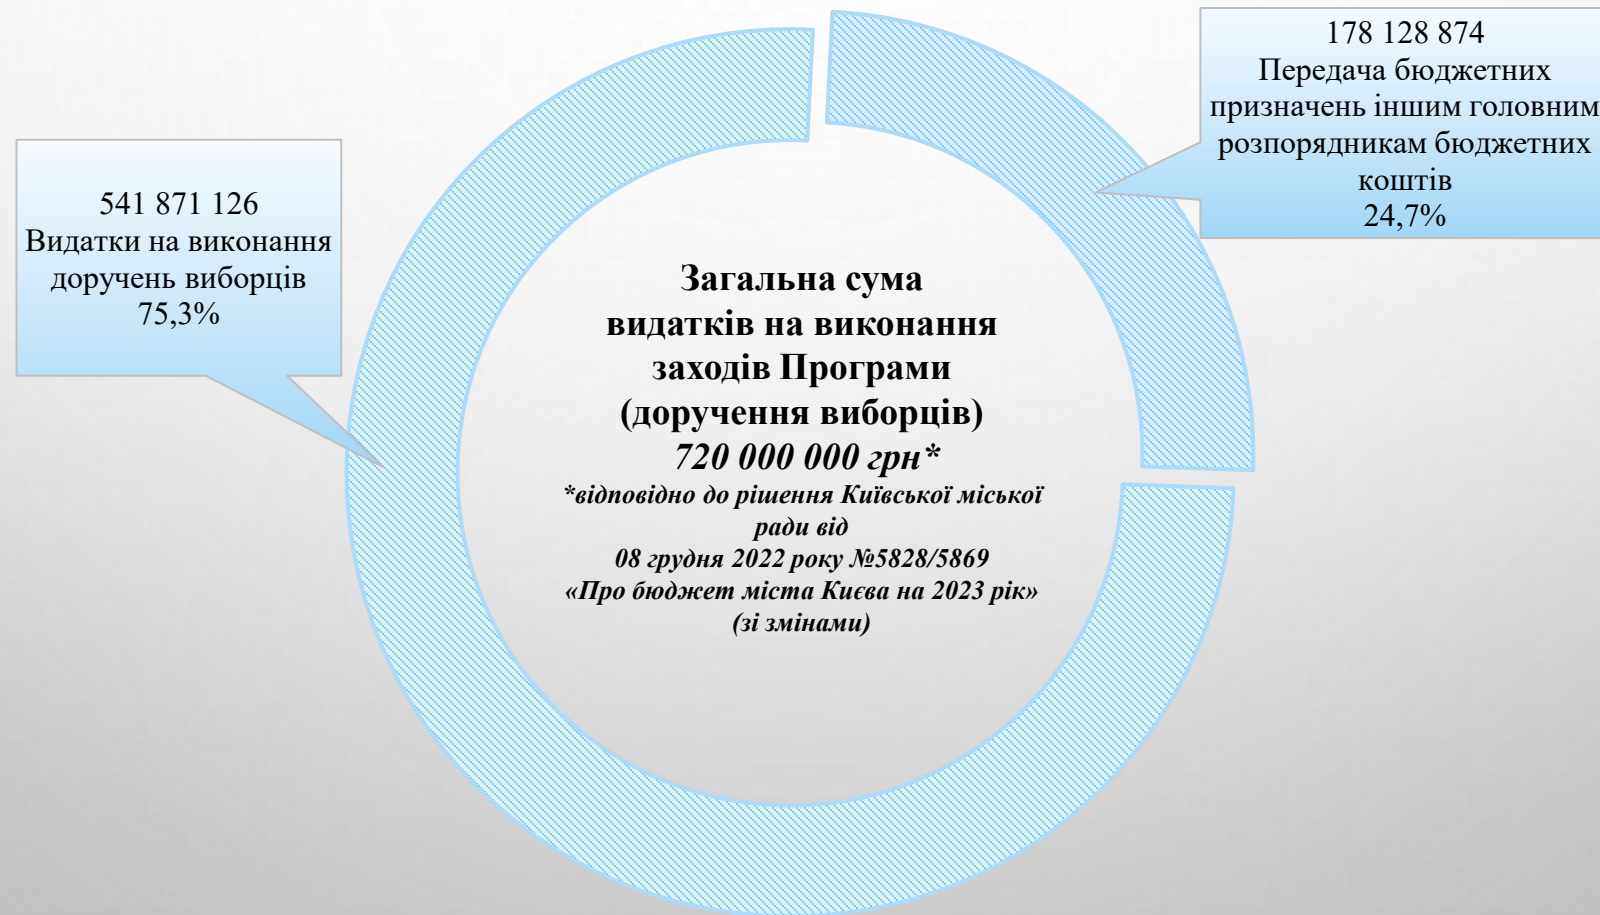 541 871 126
Видатки на виконання
доручень виборців
75,3%
178 128 874
Передача бюджетних
призначень іншим головним
розпорядникам бюджетних
коштів
24,7%
Загальна сума
видатків на виконання
заходів Програми
(доручення виборців)
720 000 000 грн*
*відповідно до рішення Київської міської
ради від
08 грудня 2022 року №5828/5869
«Про бюджет міста Києва на 2023 рік»
(зі змінами)